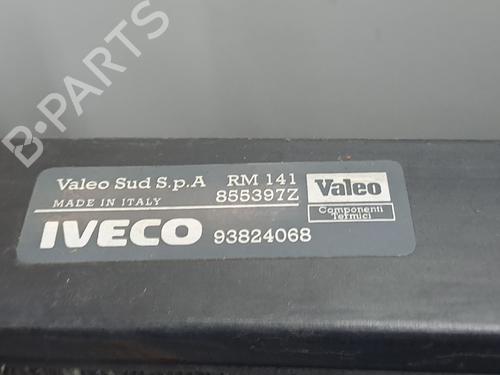 B-PARTS
Valeo Sud S.p.A RM 141
MADE IN ITALY 855397Z
Valeo
Componenti
Termici
IVECO 93824068